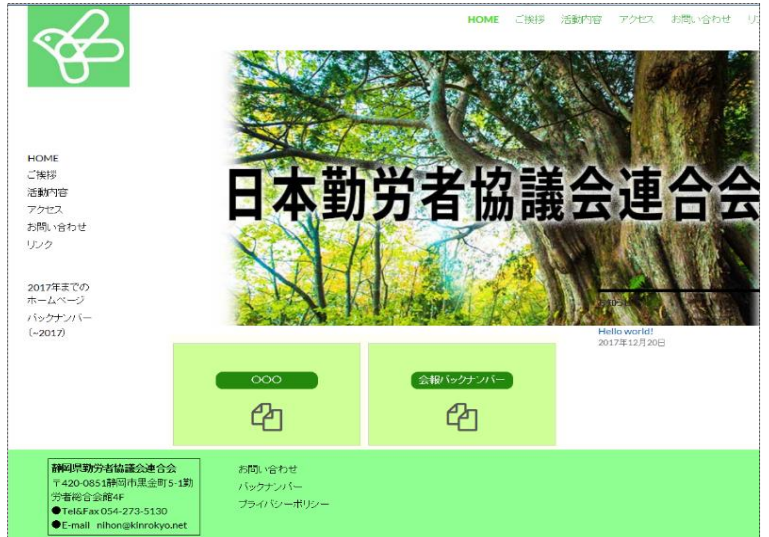 HOME ご挨拶 活動内容 アクセス お問い合わせ
HOME
ご挨拶
活動内容
アクセス
お問い合わせ
リンク
2017年までの
ホームページ
バックナンバー
(~2017)
日本勤労者協議会連合会
Hello world!
2017年12月20日
〇〇〇
会報バックナンバー
静岡県勤労者協議会連合会
〒420-0851静岡市黒金町5-1勤
労者総合会館4F
●Tel&Fax 054-273-5130
●E-mail nihon@kinrokyo.net
お問い合わせ
バックナンバー
プライバシーポリシー